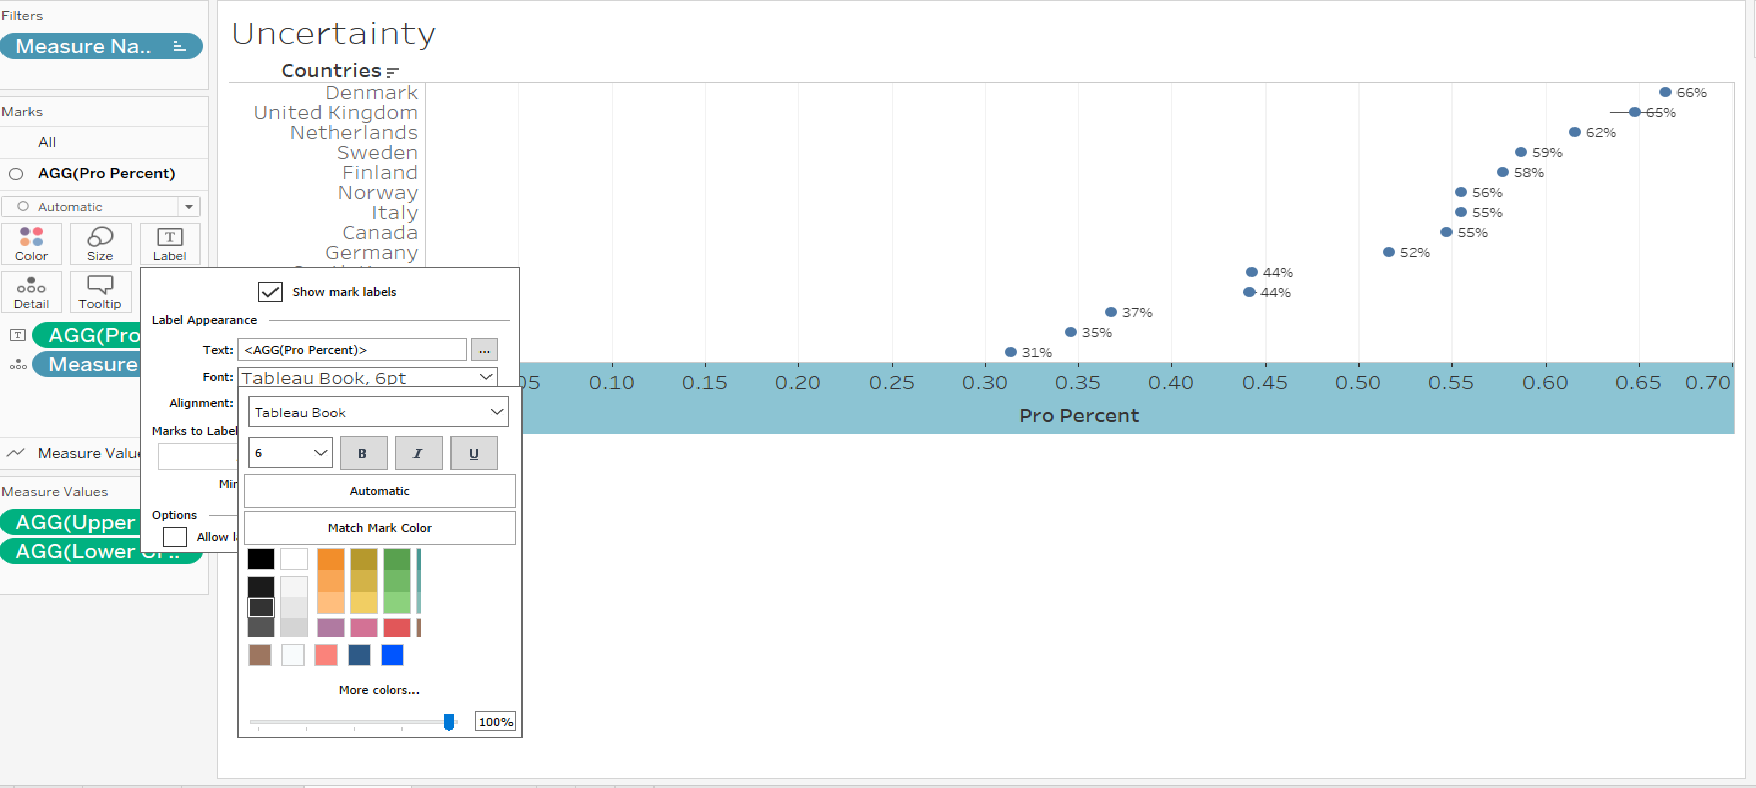 Filters
Measure Na..
Marks
All
AGG(Pro Percent)
Automatic
Color
Size
Label
Detail
Tooltip
AGG(Pro
Measure
Measure Value
Measure Values
AGG(Upper
AGG(Lower
Show mark labels
Label Appearance
Text: <AGG(Pro Percent)> ...
Font: Tableau Book, 6pt
Alignment:
Marks to Label
Options
Tableau Book
6 B I U
Automatic
Match Mark Color
More colors...
100%
Uncertainty
Countries
Denmark 66%
United Kingdom 65%
Netherlands 62%
Sweden 59%
Finland 58%
Norway 56%
Italy 55%
Canada 55%
Germany 52%
44%
44%
37%
35%
31%
05 0.10 0.15 0.20 0.25 0.30 0.35 0.40 0.45 0.50 0.55 0.60 0.65 0.70
Pro Percent